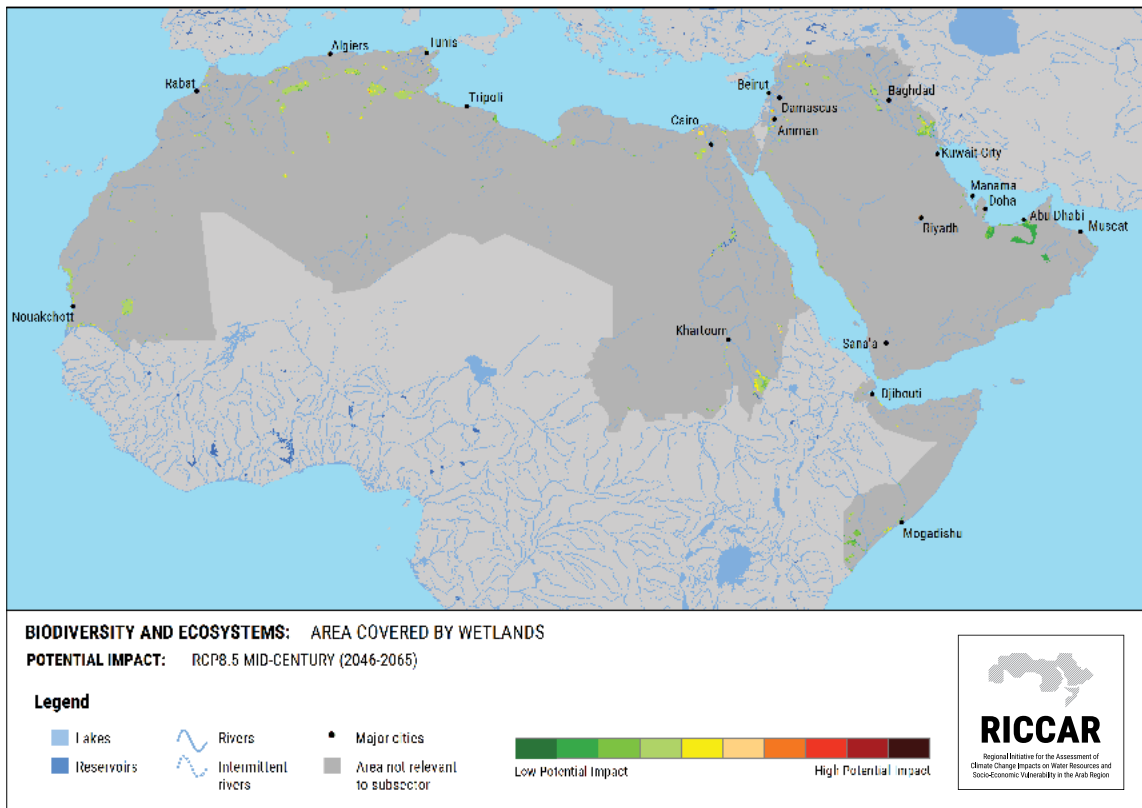 Algiers
Tunis
Rabat
Tripoli
Beirut
Damascus
Amman
Baghdad
Cairo
Kuwait City
Manama
Doha
Abu Dhabi
Muscat
Riyadh
Nouakchott
Khartoum
Sana'a
Djibouti
Mogadishu
BIODIVERSITY AND ECOSYSTEMS: AREA COVERED BY WETLANDS
POTENTIAL IMPACT: RCP8.5 MID-CENTURY (2046-2065)
Legend
Lakes
Reservoirs
Rivers
Intermittent
rivers
Major cities
Area not relevant
to subsector
Low Potential Impact
High Potential Impact
RICCAR
Regional Initiative for the Assessment of
Climate Change Impacts on Water Resources and
Socio-Economic Vulnerability in the Arab Region